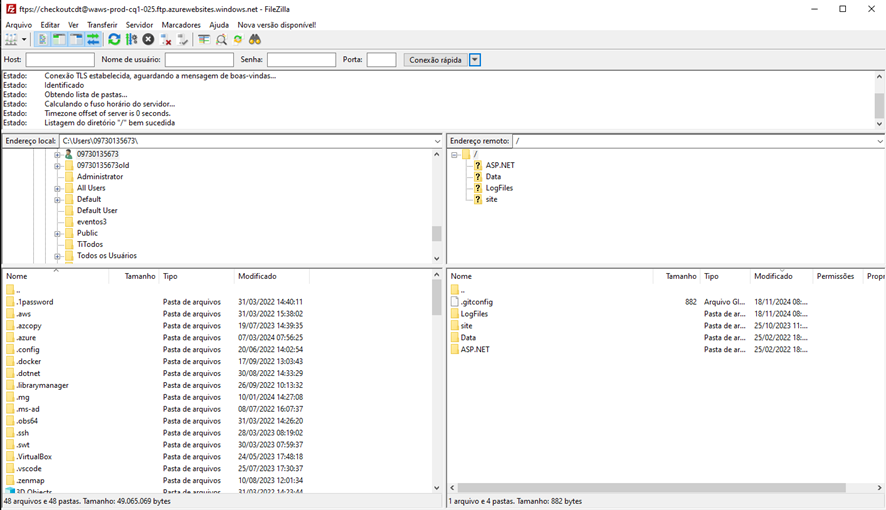 ftps://checkoutcdt@waws-prod-cq1-025.ftp.azurewebsites.windows.net - FileZilla
Arquivo Editar Ver Transferir Servidor Marcadores Ajuda Nova versão disponível!
Host: Nome de usuário: Senha: Porta: Conexão rápida
Estado: Conexão TLS estabelecida, aguardando a mensagem de boas-vindas...
Estado: Identificado
Estado: Obtendo lista de pastas...
Estado: Calculando o fuso horário do servidor...
Estado: Timezone offset of server is 0 seconds.
Estado: Listagem do diretório "/" bem sucedida
Endereço local: C:\Users\09730135673\
09730135673
09730135673old
Administrator
All Users
Default
Default User
eventos3
Public
TiTodos
Todos os Usuários
Endereço remoto: /
/
ASP.NET
Data
LogFiles
site
Nome Tamanho Tipo Modificado
..
.1password Pasta de arquivos 31/03/2022 14:40:11
.aws Pasta de arquivos 31/03/2022 15:38:02
.azcopy Pasta de arquivos 19/07/2023 14:39:35
.azure Pasta de arquivos 07/03/2024 07:56:25
.config Pasta de arquivos 20/06/2022 14:02:54
.docker Pasta de arquivos 17/09/2022 13:03:43
.dotnet Pasta de arquivos 30/08/2022 14:33:29
.librarymanager Pasta de arquivos 26/09/2022 10:13:32
.mg Pasta de arquivos 10/01/2024 14:27:08
.ms-ad Pasta de arquivos 08/07/2022 16:07:37
.obs64 Pasta de arquivos 31/03/2022 14:26:20
.ssh Pasta de arquivos 28/03/2023 08:19:02
.swt Pasta de arquivos 30/03/2023 07:59:37
.VirtualBox Pasta de arquivos 24/05/2023 17:48:18
.vscode Pasta de arquivos 25/07/2023 17:30:37
.zenmap Pasta de arquivos 10/08/2023 12:01:34
3D Objects Pasta de arquivos 31/03/2022 14:23:44
48 arquivos e 48 pastas. Tamanho: 49.065.069 bytes
Nome Tamanho Tipo Modificado Permissões Propr
..
.gitconfig 882 Arquivo GI... 18/11/2024 08:...
LogFiles Pasta de ar... 18/11/2024 08:...
site Pasta de ar... 25/10/2023 11:...
Data Pasta de ar... 25/02/2022 18:...
ASP.NET Pasta de ar... 25/02/2022 18:...
1 arquivo e 4 pastas. Tamanho: 882 bytes